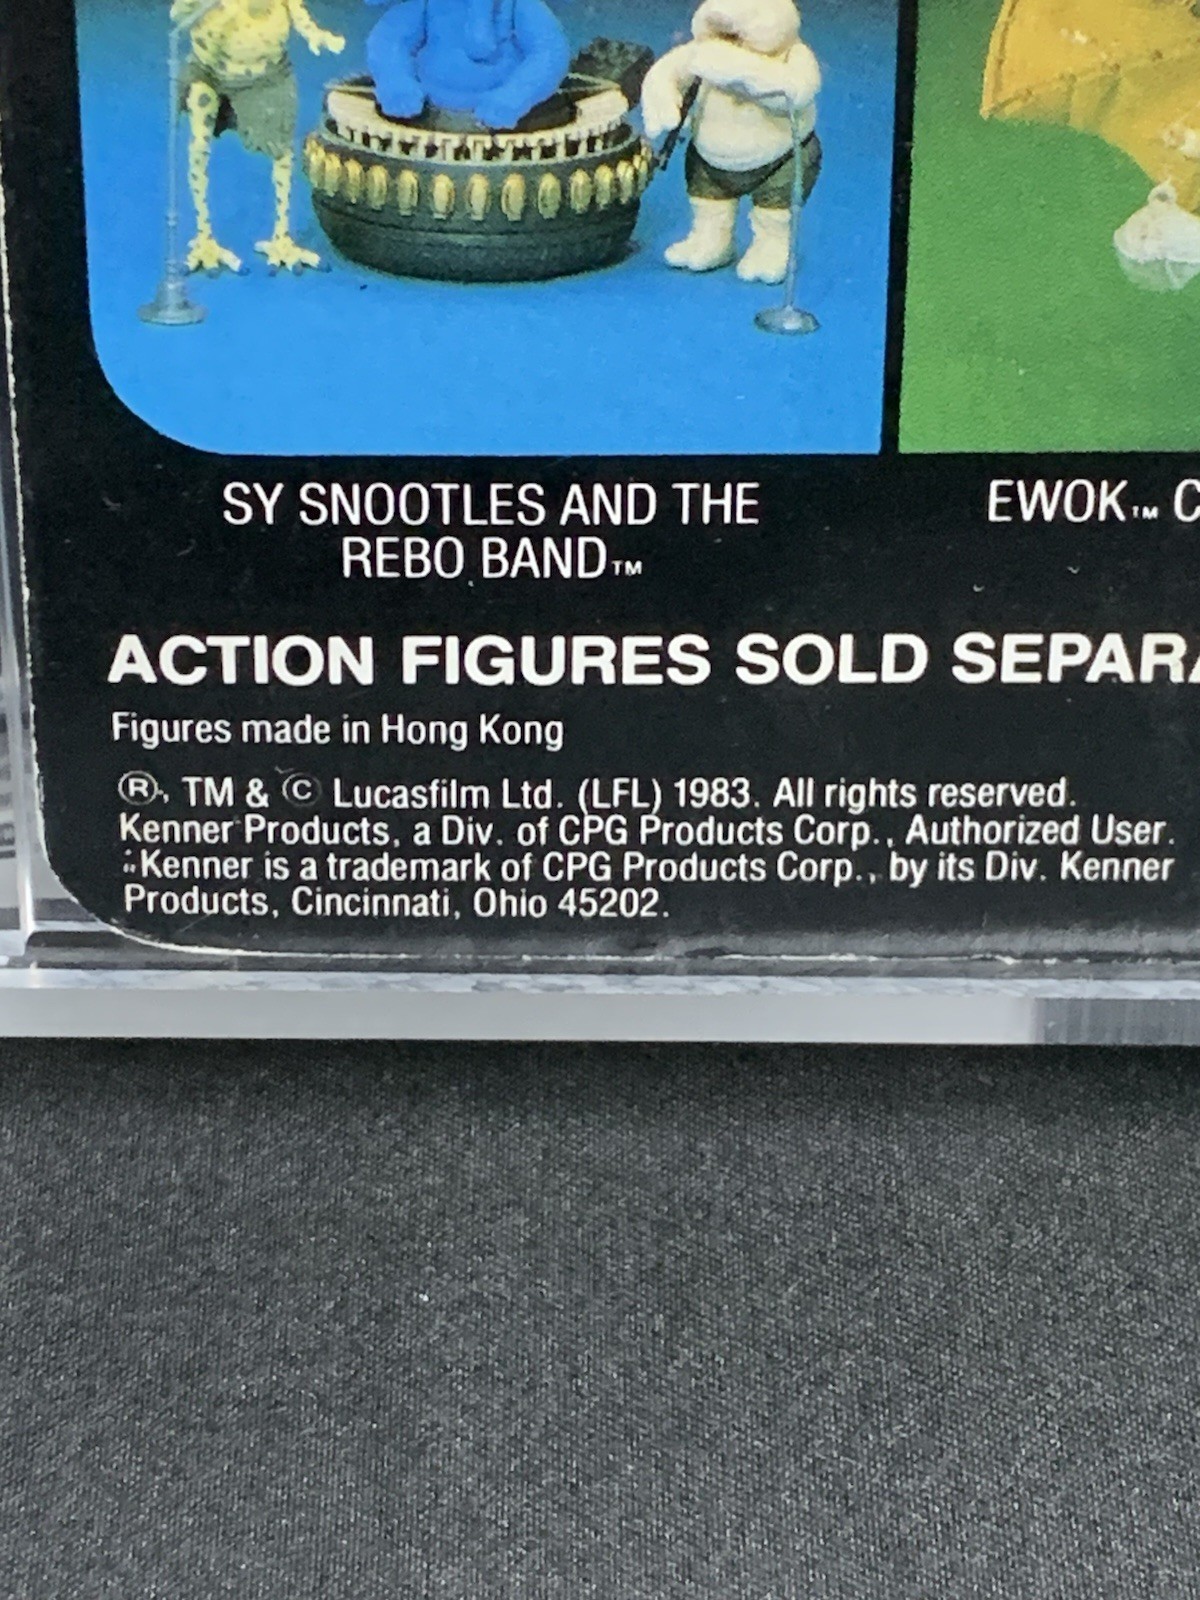 SY SNOOTLES AND THE
REBO BAND™
EWOK™ C
ACTION FIGURES SOLD SEPARA
Figures made in Hong Kong
®, TM & © Lucasfilm Ltd. (LFL) 1983. All rights reserved.
Kenner Products, a Div. of CPG Products Corp., Authorized User.
Kenner is a trademark of CPG Products Corp., by its Div. Kenner
Products, Cincinnati, Ohio 45202.